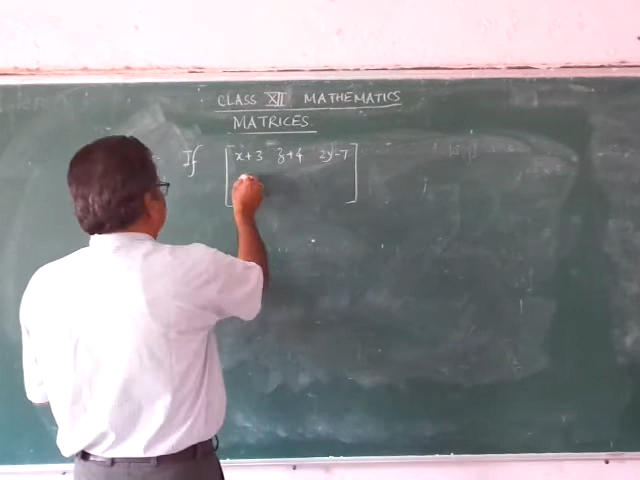 CLASS XII MATHEMATICS
MATRICES
If [ x+3 z+4 2y-7 ]